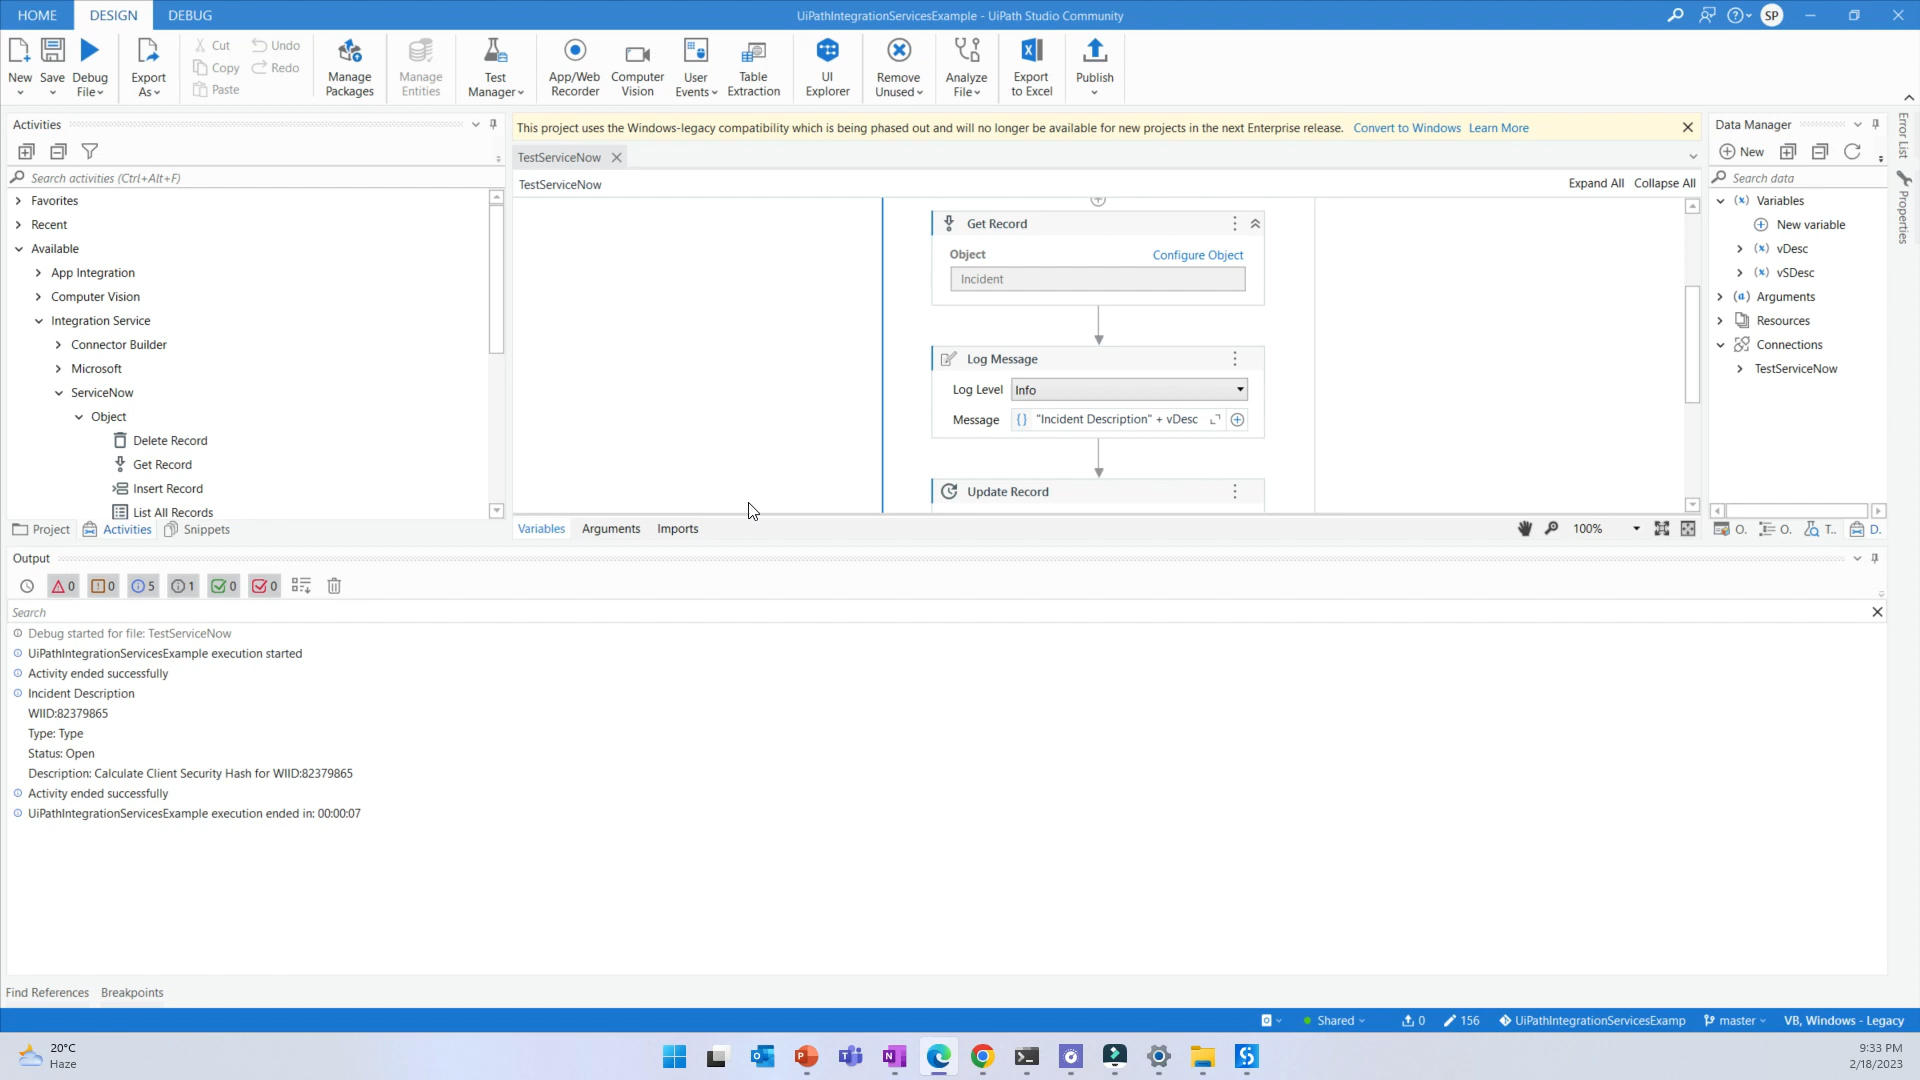 HOME DESIGN DEBUG
UiPathIntegrationServicesExample - UiPath Studio Community
SP
New
Save
Debug File
Export As
Cut
Copy
Paste
Undo
Redo
Manage Packages
Manage Entities
Test Manager
App/Web Recorder
Computer Vision
User Events
Table Extraction
UI Explorer
Remove Unused
Analyze File
Export to Excel
Publish
Activities
Search activities (Ctrl+Alt+F)
Favorites
Recent
Available
App Integration
Computer Vision
Integration Service
Connector Builder
Microsoft
ServiceNow
Object
Delete Record
Get Record
Insert Record
List All Records
Project Activities Snippets
This project uses the Windows-legacy compatibility which is being phased out and will no longer be available for new projects in the next Enterprise release. Convert to Windows Learn More
TestServiceNow
TestServiceNow
Expand All Collapse All
Get Record
Object Configure Object
Incident
Log Message
Log Level Info
Message "Incident Description" + vDesc
Update Record
Variables Arguments Imports
100%
Data Manager
New
Search data
Variables
New variable
vDesc
vSDesc
Arguments
Resources
Connections
TestServiceNow
O.. O.. T.. D.
Error List
Properties
Output
0 0 5 1 0 0
Search
Debug started for file: TestServiceNow
UiPathIntegrationServicesExample execution started
Activity ended successfully
Incident Description
WIID:82379865
Type: Type
Status: Open
Description: Calculate Client Security Hash for WIID:82379865
Activity ended successfully
UiPathIntegrationServicesExample execution ended in: 00:00:07
Find References Breakpoints
Shared 0 156 UiPathIntegrationServicesExamp master VB, Windows - Legacy
20°C
Haze
9:33 PM
2/18/2023